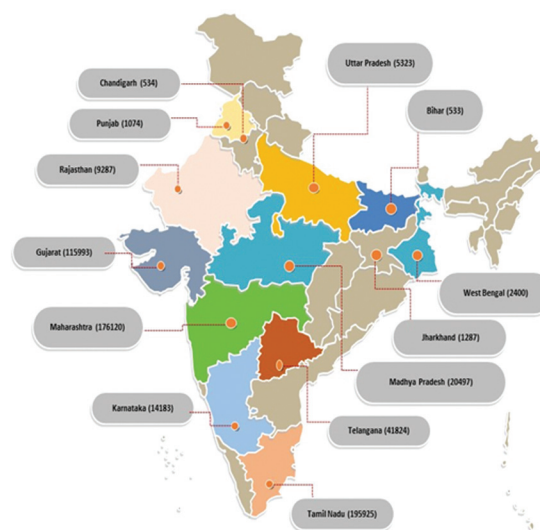 Uttar Pradesh (5323)
Chandigarh (534)
Bihar (533)
Punjab (1074)
Rajasthan (9287)
Gujarat (115993)
West Bengal (2400)
Maharashtra (176120)
Jharkhand (1287)
Madhya Pradesh (20497)
Karnataka (14183)
Telangana (41824)
Tamil Nadu (195925)